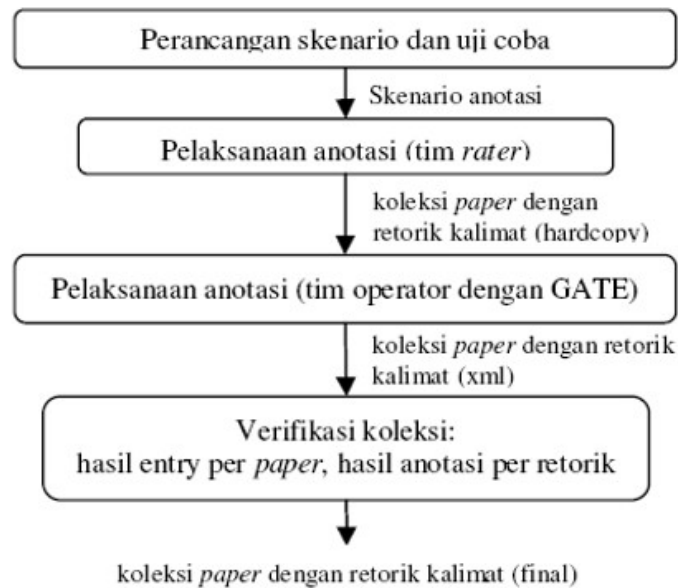 Perancangan skenario dan uji coba
Skenario anotasi
Pelaksanaan anotasi (tim rater)
koleksi paper dengan
retorik kalimat (hardcopy)
Pelaksanaan anotasi (tim operator dengan GATE)
koleksi paper dengan retorik
kalimat (xml)
Verifikasi koleksi:
hasil entry per paper, hasil anotasi per retorik
koleksi paper dengan retorik kalimat (final)